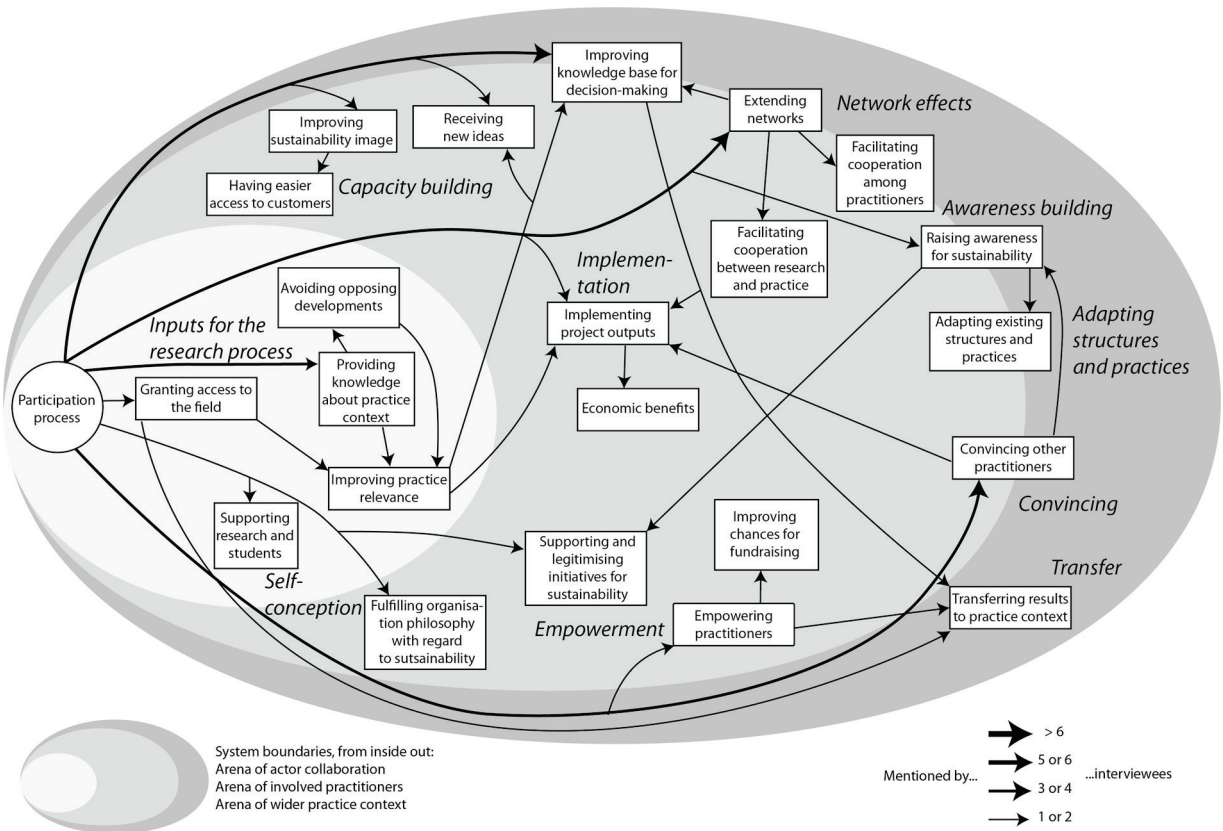 Improving
knowledge base for
decision-making
Extending
networks
Network effects
Improving
sustainability image
Receiving
new ideas
Facilitating
cooperation
among
practitioners
Having easier
access to customers
Capacity building
Awareness building
Facilitating
cooperation
between research
and practice
Raising awareness
for sustainability
Implemen-
tation
Avoiding opposing
developments
Implementing
project outputs
Adapting existing
structures and
practices
Adapting
structures
and practices
Inputs for the
research process
Providing
knowledge
about practice
context
Participation
process
Granting access to
the field
Economic benefits
Improving practice
relevance
Convincing other
practitioners
Convincing
Supporting
research and
students
Improving
chances for
fundraising
Supporting and
legitimising
initiatives for
sustainability
Self-
conception
Transfer
Fulfilling organisa-
tion philosophy
with regard
to sutsainability
Empowerment
Empowering
practitioners
Transferring results
to practice context
System boundaries, from inside out:
Arena of actor collaboration
Arena of involved practitioners
Arena of wider practice context
Mentioned by...
> 6
5 or 6
3 or 4
1 or 2
...interviewees